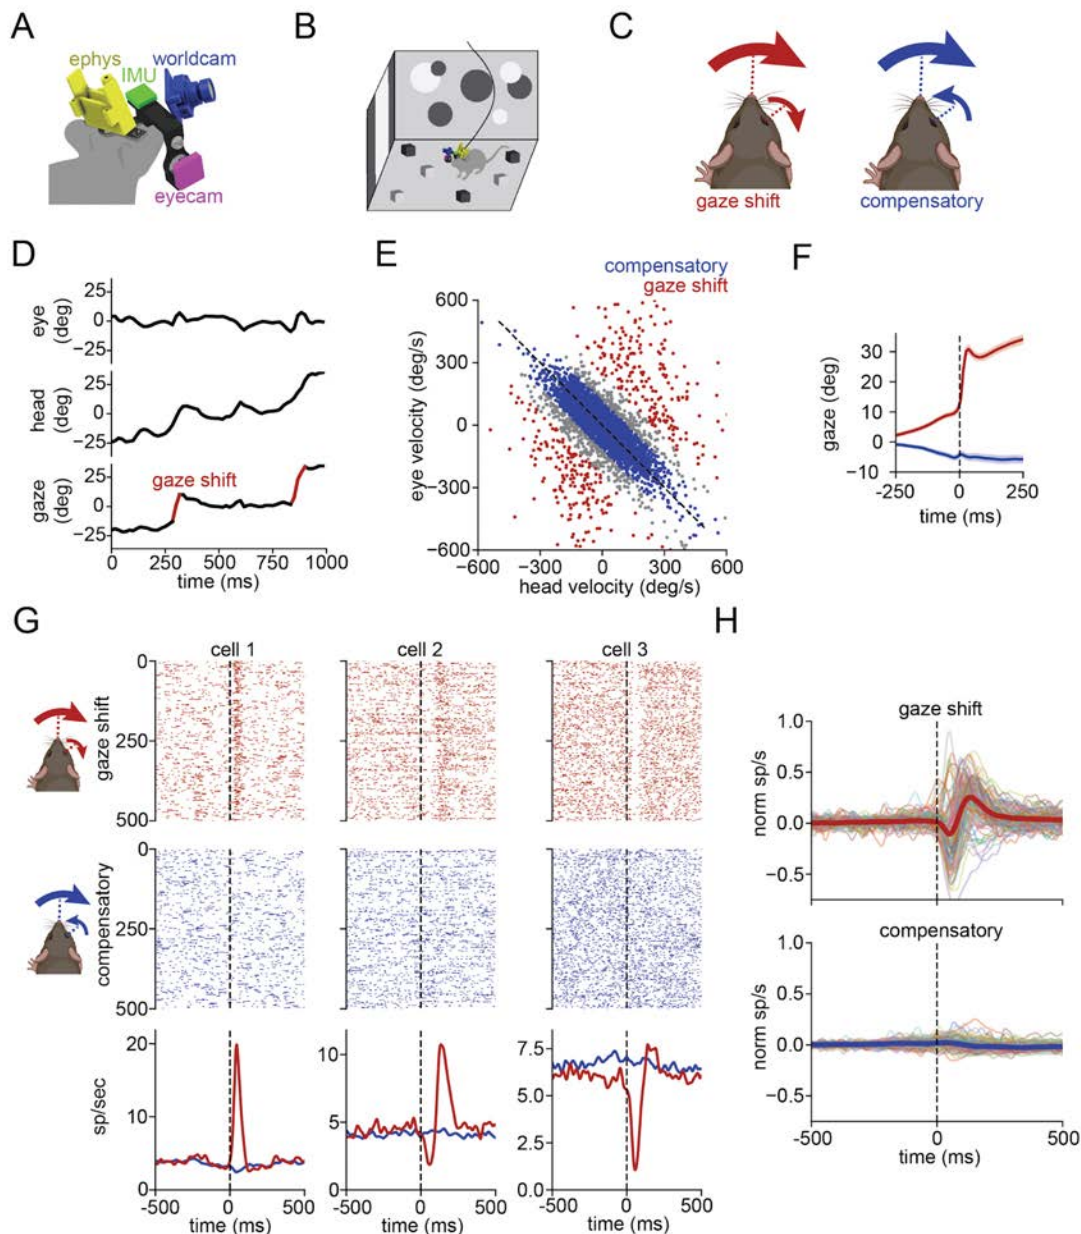 A
ephys
IMU
worldcam
eyecam
B
C
gaze shift
compensatory
D
eye
(deg)
25
0
−25
head
(deg)
25
0
−25
gaze
(deg)
25
0
−25
gaze shift
0
250
500
750
1000
time (ms)
E
compensatory
gaze shift
eye velocity (deg/s)
600
300
0
−300
−600
−600
−300
0
300
600
head velocity (deg/s)
F
gaze (deg)
30
20
10
0
−10
-250
0
250
time (ms)
G
cell 1
cell 2
cell 3
gaze shift
0
250
500
compensatory
0
250
500
sp/sec
20
10
0
-500
0
500
time (ms)
10
5
0
-500
0
500
time (ms)
7.5
5.0
2.5
0.0
-500
0
500
time (ms)
H
gaze shift
norm sp/s
1.0
0.5
0.0
−0.5
compensatory
norm sp/s
1.0
0.5
0.0
−0.5
-500
0
500
time (ms)